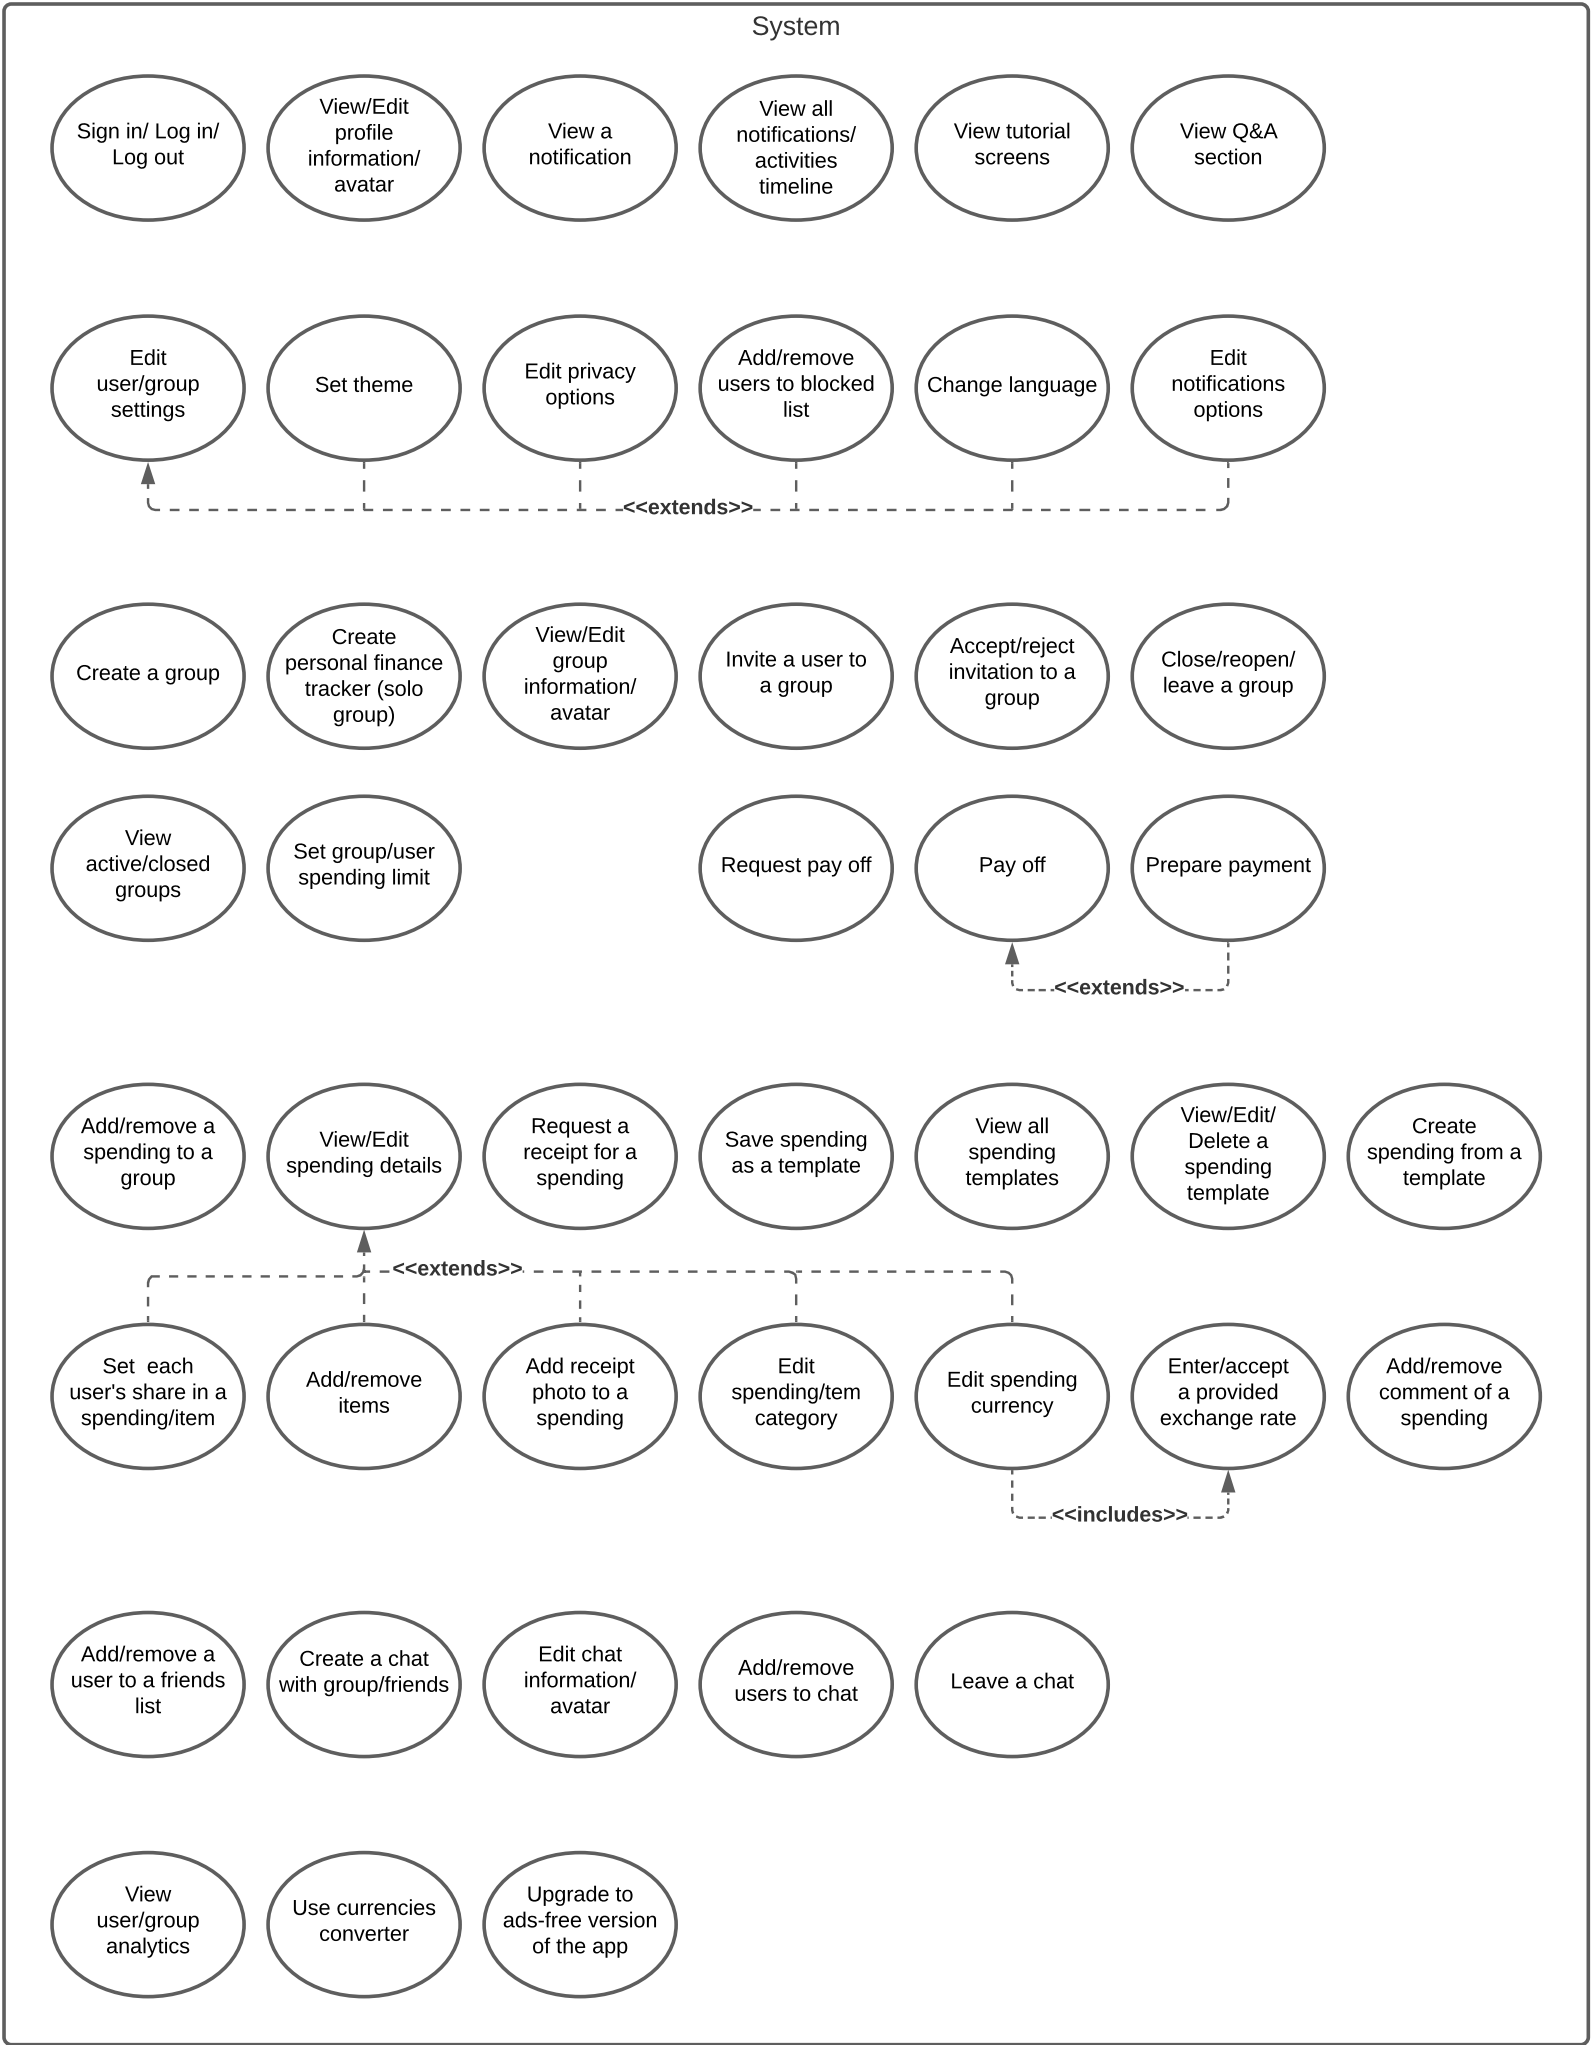 System
Sign in/ Log in/
Log out
View/Edit
profile
information/
avatar
View a
notification
View all
notifications/
activities
timeline
View tutorial
screens
View Q&A
section
Edit
user/group
settings
Set theme
Edit privacy
options
Add/remove
users to blocked
list
Change language
Edit
notifications
options
<<extends>>
Create a group
Create
personal finance
tracker (solo
group)
View/Edit
group
information/
avatar
Invite a user to
a group
Accept/reject
invitation to a
group
Close/reopen/
leave a group
View
active/closed
groups
Set group/user
spending limit
Request pay off
Pay off
Prepare payment
<<extends>>
Add/remove a
spending to a
group
View/Edit
spending details
Request a
receipt for a
spending
Save spending
as a template
View all
spending
templates
View/Edit/
Delete a
spending
template
Create
spending from a
template
<<extends>>
Set  each
user's share in a
spending/item
Add/remove
items
Add receipt
photo to a
spending
Edit
spending/tem
category
Edit spending
currency
Enter/accept
a provided
exchange rate
Add/remove
comment of a
spending
<<includes>>
Add/remove a
user to a friends
list
Create a chat
with group/friends
Edit chat
information/
avatar
Add/remove
users to chat
Leave a chat
View
user/group
analytics
Use currencies
converter
Upgrade to
ads-free version
of the app